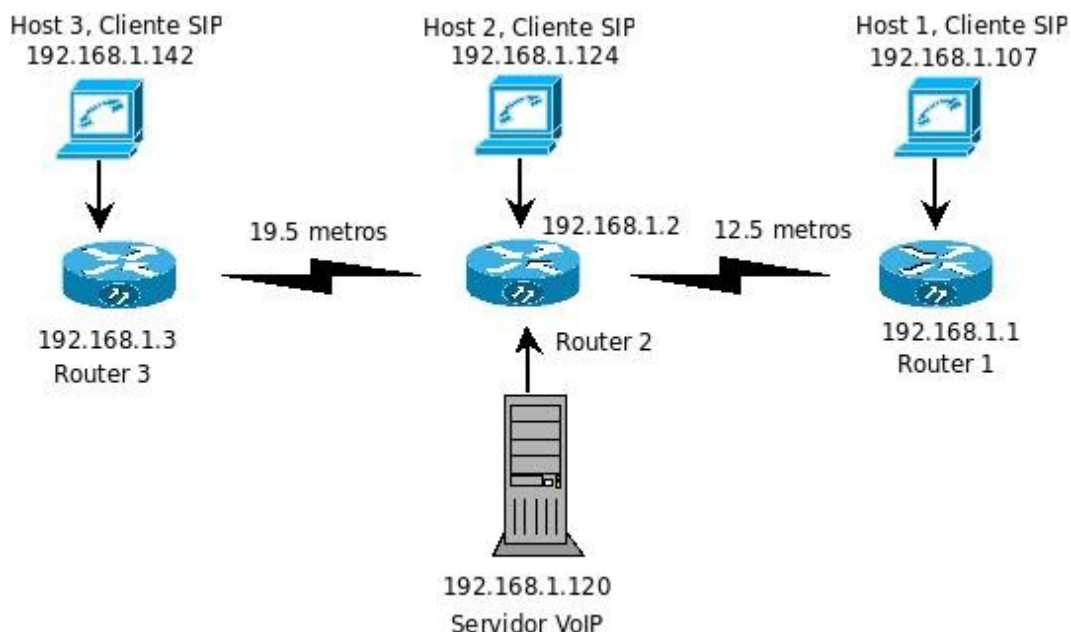 Host 3, Cliente SIP
192.168.1.142
Host 2, Cliente SIP
192.168.1.124
Host 1, Cliente SIP
192.168.1.107
19.5 metros
192.168.1.2
12.5 metros
192.168.1.3
Router 3
Router 2
192.168.1.1
Router 1
192.168.1.120
Servidor VoIP